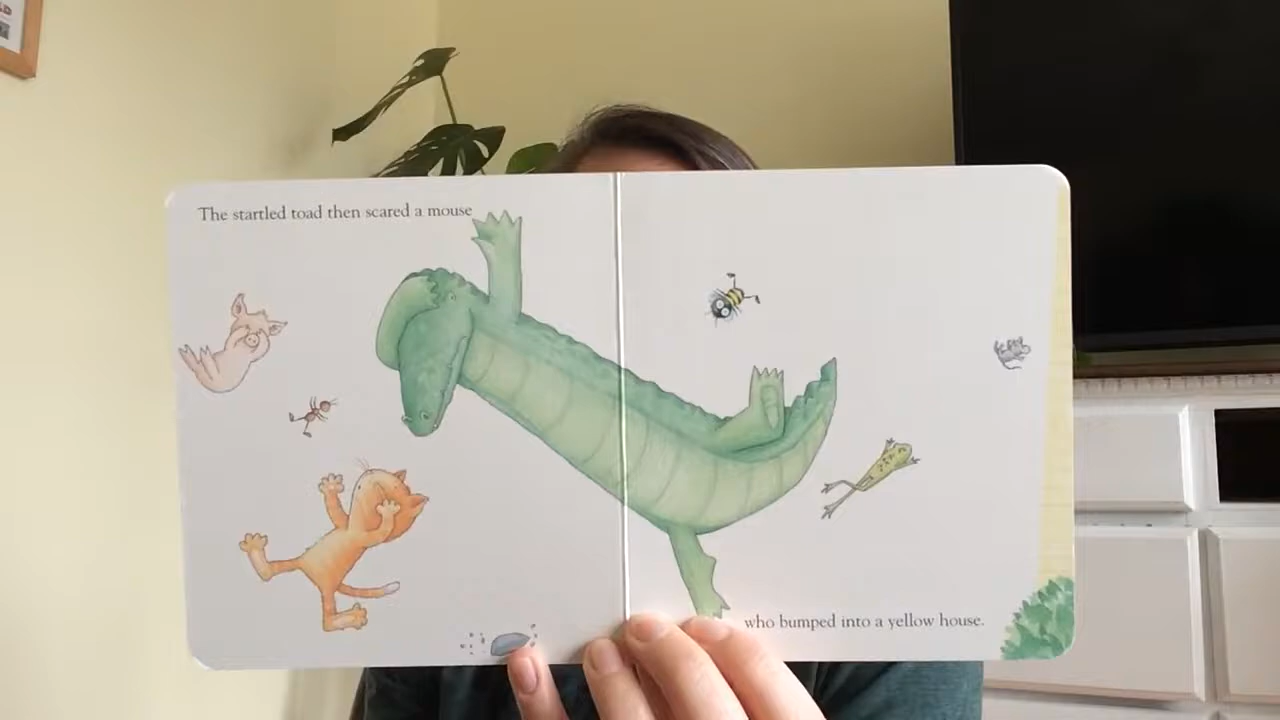 The startled toad then scared a mouse
who bumped into a yellow house.